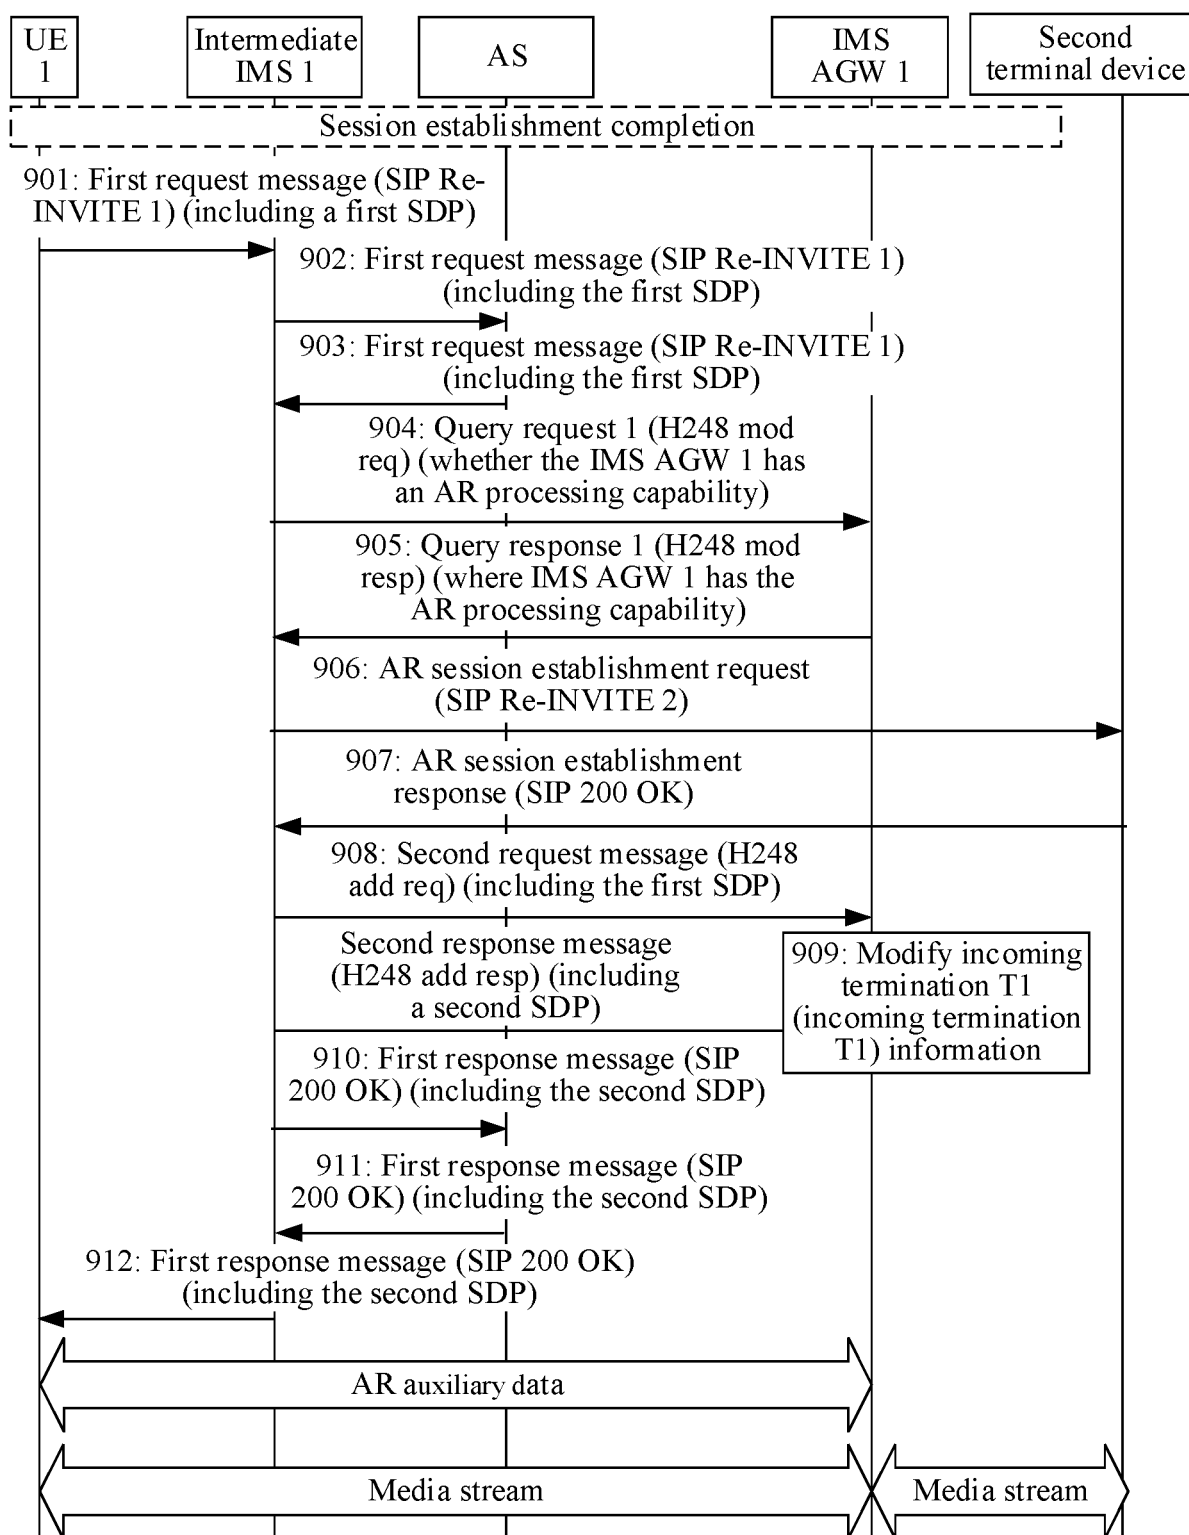 UE
1
Intermediate
IMS 1
AS
IMS
AGW 1
Second
terminal device
Session establishment completion
901: First request message (SIP Re-
INVITE 1) (including a first SDP)
902: First request message (SIP Re-INVITE 1)
(including the first SDP)
903: First request message (SIP Re-INVITE 1)
(including the first SDP)
904: Query request 1 (H248 mod
req) (whether the IMS AGW 1 has
an AR processing capability)
905: Query response 1 (H248 mod
resp) (where IMS AGW 1 has the
AR processing capability)
906: AR session establishment request
(SIP Re-INVITE 2)
907: AR session establishment
response (SIP 200 OK)
908: Second request message (H248
add req) (including the first SDP)
Second response message
(H248 add resp) (including
a second SDP)
909: Modify incoming
termination T1
(incoming termination
T1) information
910: First response message (SIP
200 OK) (including the second SDP)
911: First response message (SIP
200 OK) (including the second SDP)
912: First response message (SIP 200 OK)
(including the second SDP)
AR auxiliary data
Media stream
Media stream